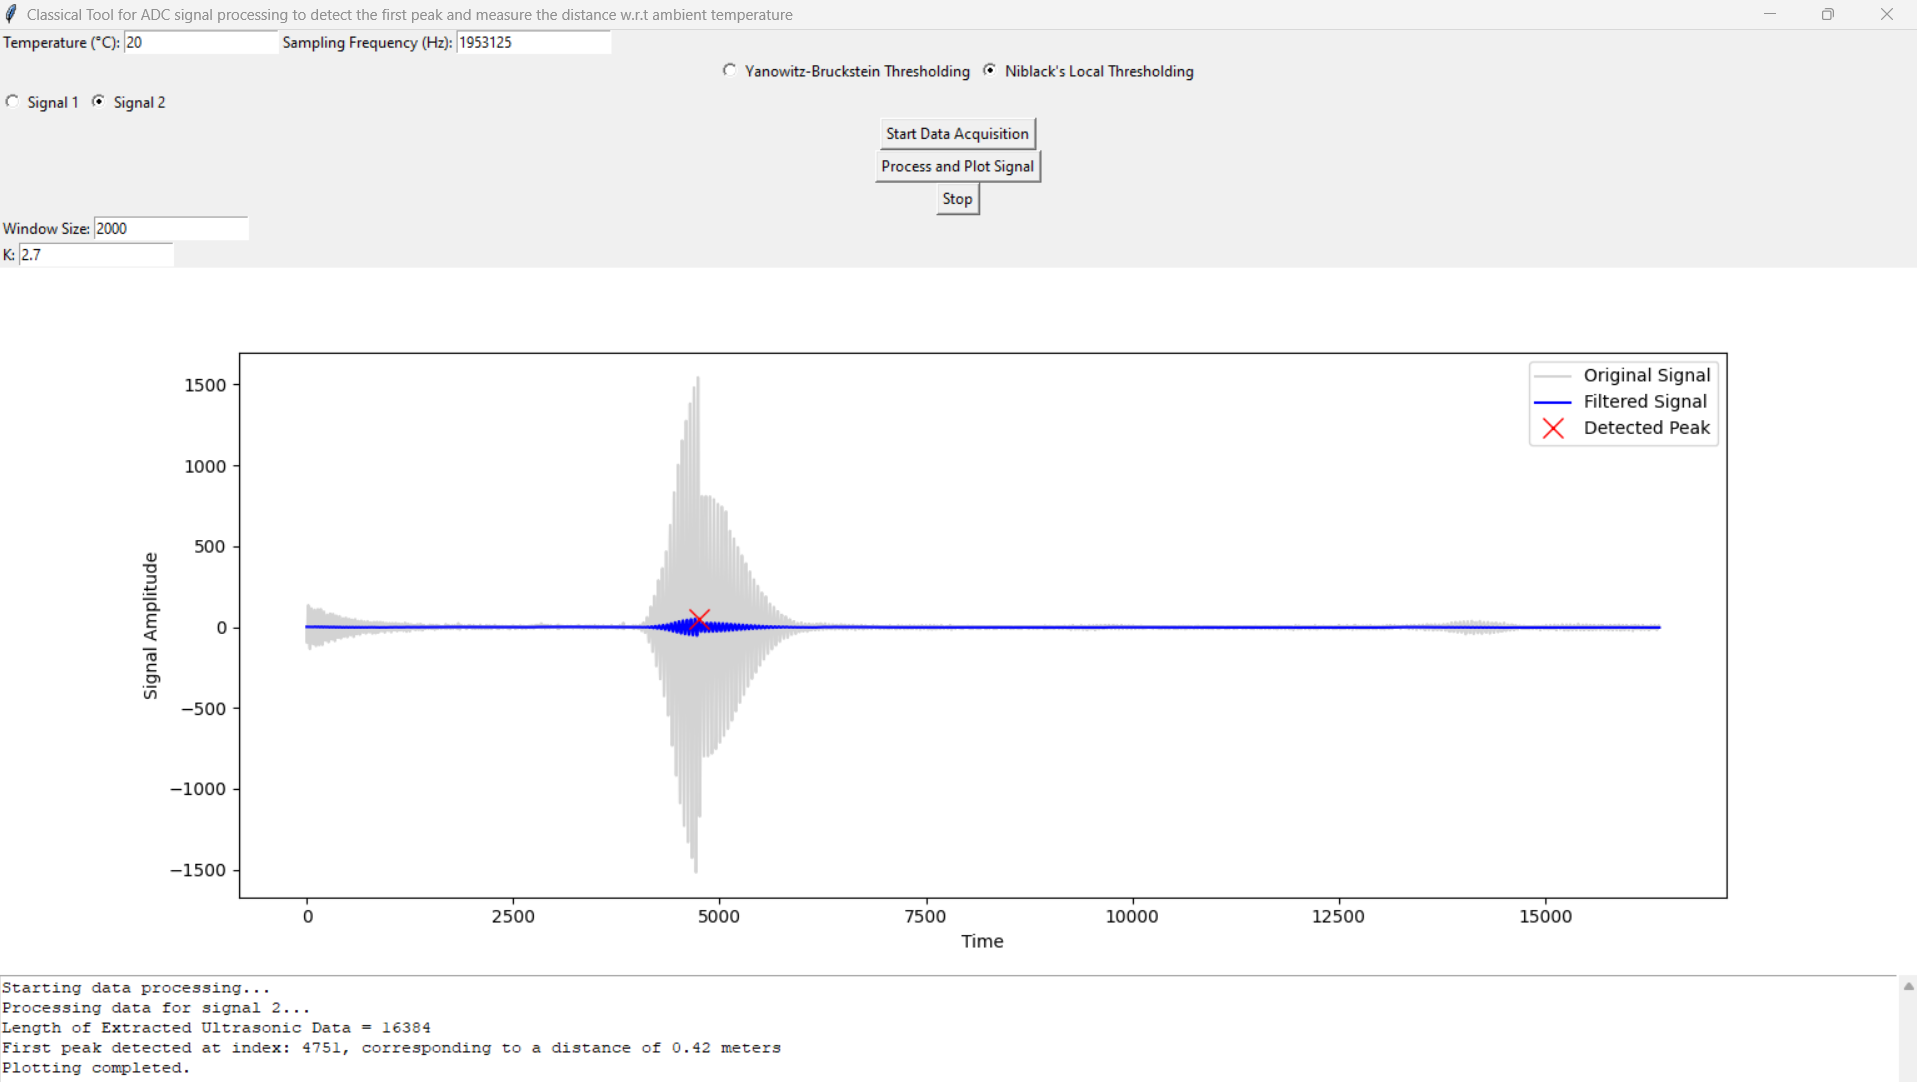 Classical Tool for ADC signal processing to detect the first peak and measure the distance w.r.t ambient temperature
Temperature (°C): 20 Sampling Frequency (Hz): 1953125
Yanowitz-Bruckstein Thresholding Niblack's Local Thresholding
Signal 1 Signal 2
Start Data Acquisition
Process and Plot Signal
Stop
Window Size: 2000
K: 2.7
Original Signal
Filtered Signal
Detected Peak
1500
1000
500
0
−500
−1000
−1500
Signal Amplitude
0 2500 5000 7500 10000 12500 15000
Time
Starting data processing...
Processing data for signal 2...
Length of Extracted Ultrasonic Data = 16384
First peak detected at index: 4751, corresponding to a distance of 0.42 meters
Plotting completed.